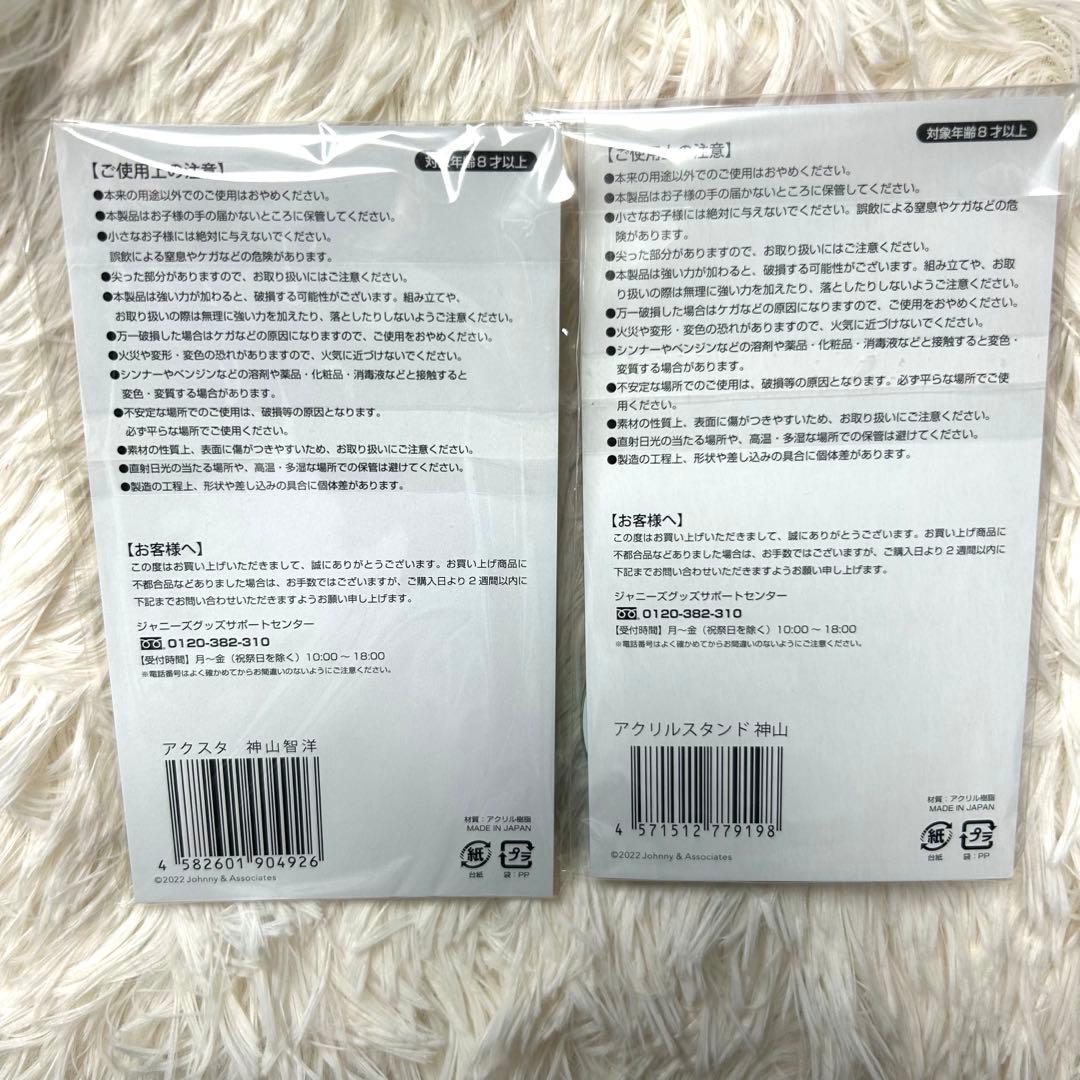 対象年齢8才以上
【ご使用上の注意】
●本来の用途以外でのご使用はおやめください。
●本製品はお子様の手の届かないところに保管してください。
●小さなお子様には絶対に与えないでください。
誤飲による窒息やケガなどの危険があります。
●尖った部分がありますので、お取り扱いにはご注意ください。
●本製品は強い力が加わると、破損する可能性がございます。組み立てや、
お取り扱いの際は無理に強い力を加えたり、落としたりしないようご注意ください。
●万一破損した場合はケガなどの原因になりますので、ご使用をおやめください。
●火災や変形・変色の恐れがありますので、火気に近づけないでください。
●シンナーやベンジンなどの溶剤や薬品・化粧品・消毒液などと接触すると
変色・変質する場合があります。
●不安定な場所でのご使用は、破損等の原因となります。
必ず平らな場所でご使用ください。
●素材の性質上、表面に傷がつきやすいため、お取り扱いにご注意ください。
●直射日光の当たる場所や、高温・多湿な場所での保管は避けてください。
●製造の工程上、形状や差し込みの具合に個体差があります。
【お客様へ】
この度はお買い上げいただきまして、誠にありがとうございます。お買い上げ商品に
不都合品などありました場合は、お手数ではございますが、ご購入日より2週間以内に
下記までお問い合わせいただきますようお願い申し上げます。
ジャニーズグッズサポートセンター
0120-382-310
【受付時間】月～金（祝祭日を除く）10:00～18:00
※電話番号はよく確かめてからお間違いのないようにご注意ください。
アクスタ 神山智洋
4 582601 904926
©2022 Johnny & Associates
材質：アクリル樹脂
MADE IN JAPAN
紙 プラ
台紙 袋：PP
対象年齢8才以上
【ご使用上の注意】
●本来の用途以外でのご使用はおやめください。
●本製品はお子様の手の届かないところに保管してください。
●小さなお子様には絶対に与えないでください。誤飲による窒息やケガなどの危
険があります。
●尖った部分がありますので、お取り扱いにはご注意ください。
●本製品は強い力が加わると、破損する可能性がございます。組み立てや、お取
り扱いの際は無理に強い力を加えたり、落としたりしないようご注意ください。
●万一破損した場合はケガなどの原因になりますので、ご使用をおやめください。
●火災や変形・変色の恐れがありますので、火気に近づけないでください。
●シンナーやベンジンなどの溶剤や薬品・化粧品・消毒液などと接触すると変色・
変質する場合があります。
●不安定な場所でのご使用は、破損等の原因となります。必ず平らな場所でご使
用ください。
●素材の性質上、表面に傷がつきやすいため、お取り扱いにご注意ください。
●直射日光の当たる場所や、高温・多湿な場所での保管は避けてください。
●製造の工程上、形状や差し込みの具合に個体差があります。
【お客様へ】
この度はお買い上げいただきまして、誠にありがとうございます。お買い上げ商品に
不都合品などありました場合は、お手数ではございますが、ご購入日より2週間以内に
下記までお問い合わせいただきますようお願い申し上げます。
ジャニーズグッズサポートセンター
0120-382-310
【受付時間】月～金（祝祭日を除く）10:00～18:00
※電話番号はよく確かめてからお間違いのないようにご注意ください。
アクリルスタンド 神山
4 571512 779198
©2022 Johnny & Associates
材質：アクリル樹脂
MADE IN JAPAN
紙 プラ
台紙 袋：PP